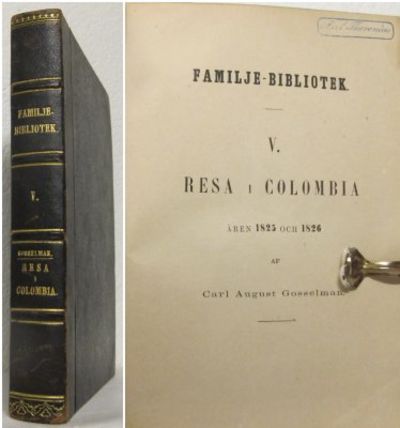 FAMILJE-
BIBLIOTEK.
V.
GOSSELMAN,
RESA
I
COLOMBIA.
FAMILJE-BIBLIOTEK.
V.
RESA I COLOMBIA
ÅREN 1825 OCH 1826
AF
Carl August Gosselman.